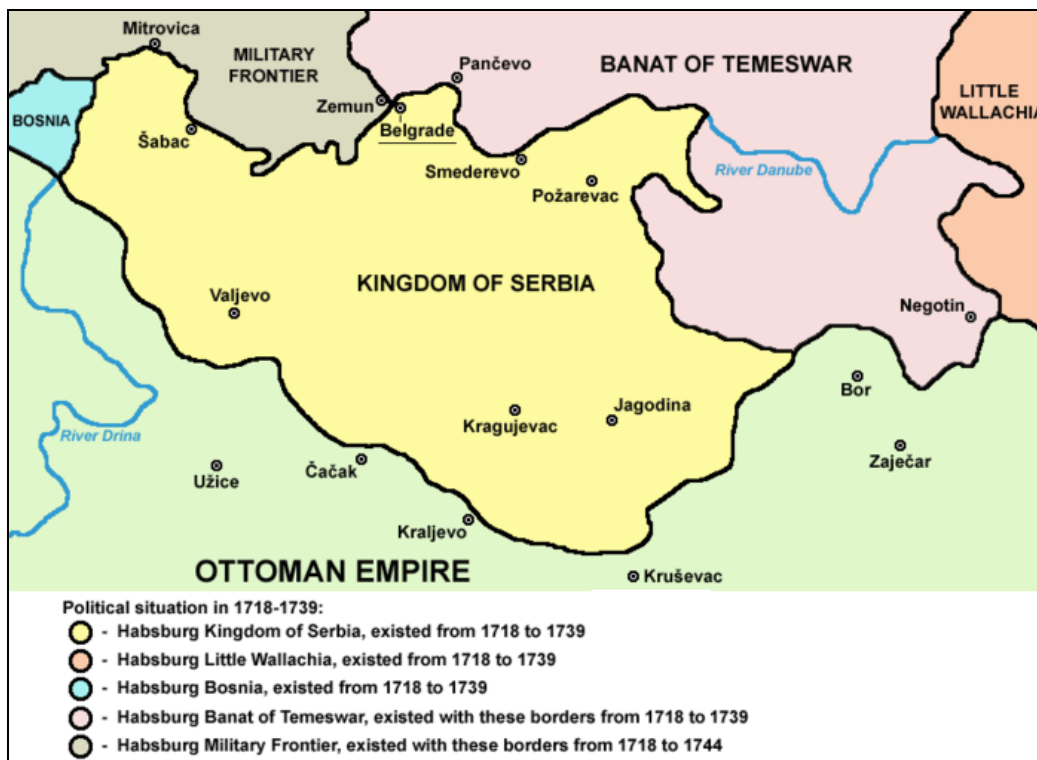 Mitrovica
MILITARY
FRONTIER
Pančevo
BANAT OF TEMESWAR
LITTLE
WALLACHIA
BOSNIA
Zemun
Belgrade
Šabac
Smederevo
Požarevac
River Danube
KINGDOM OF SERBIA
Valjevo
Negotin
Bor
Jagodina
Kragujevac
River Drina
Zaječar
Užice
Čačak
Kraljevo
OTTOMAN EMPIRE
Kruševac
Political situation in 1718-1739:
- Habsburg Kingdom of Serbia, existed from 1718 to 1739
- Habsburg Little Wallachia, existed from 1718 to 1739
- Habsburg Bosnia, existed from 1718 to 1739
- Habsburg Banat of Temeswar, existed with these borders from 1718 to 1739
- Habsburg Military Frontier, existed with these borders from 1718 to 1744